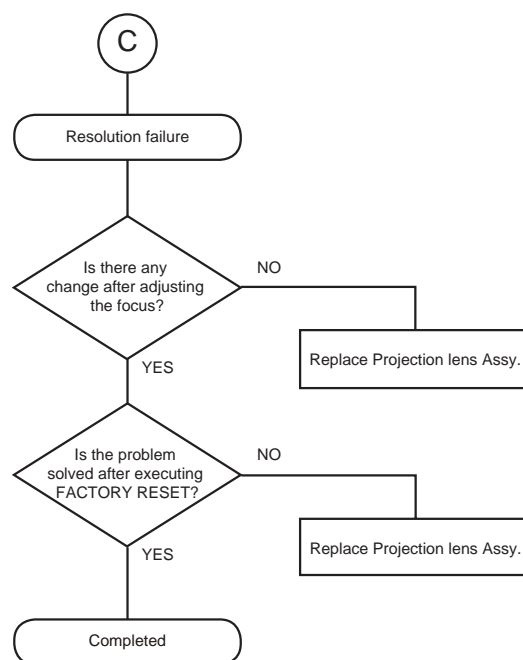 C
Resolution failure
Is there any
change after adjusting
the focus?
NO
Replace Projection lens Assy.
YES
Is the problem
solved after executing
FACTORY RESET?
NO
Replace Projection lens Assy.
YES
Completed